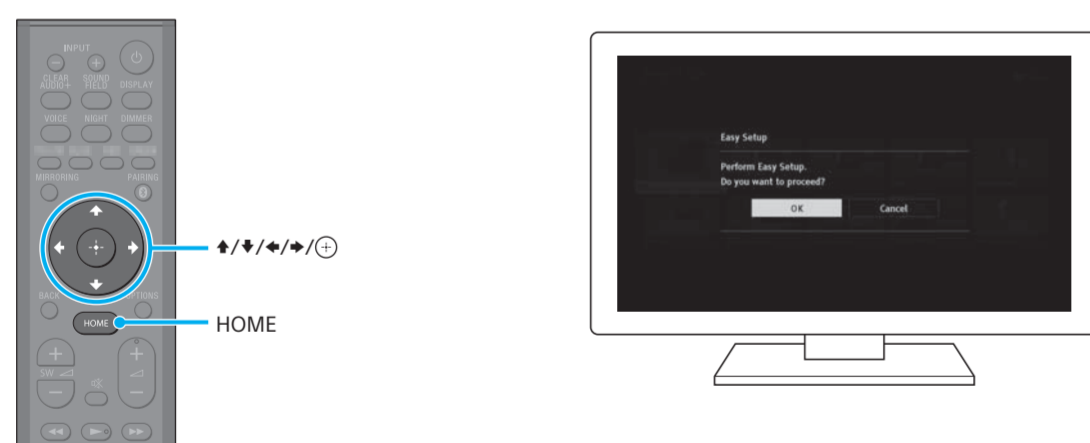 INPUT
CLEAR AUDIO+
SOUND FIELD
DISPLAY
VOICE
NIGHT
DIMMER
MIRRORING
PAIRING
↑/↓/←/→/⊕
BACK
OPTIONS
HOME
HOME
SW
Easy Setup
Perform Easy Setup.
Do you want to proceed?
OK
Cancel